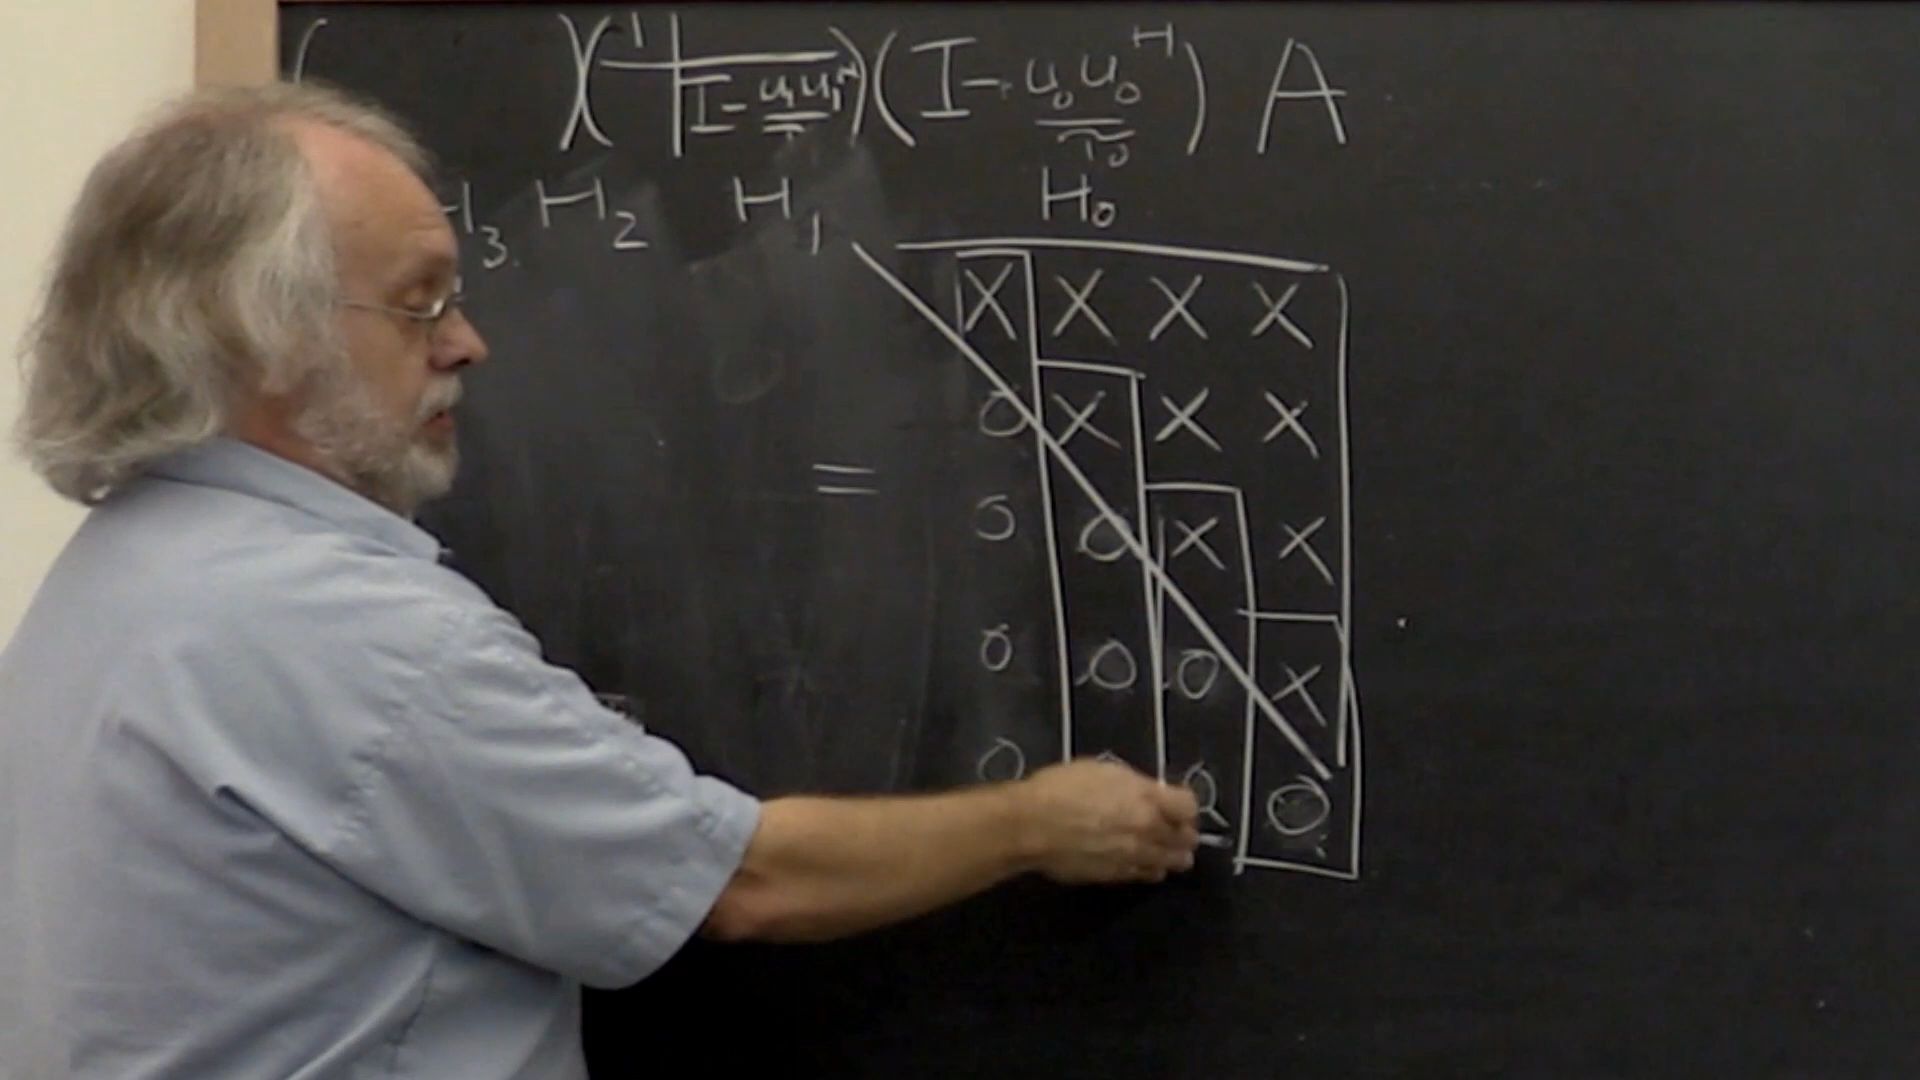 ( )( 1 | I - u₁u₁ᴴ/τ₁ )( I - u₀u₀ᴴ/τ₀ ) A
H₃ H₂ H₁ H₀
X X X X
0 X X X
= 0 0 X X
0 0 0 X
0 0 0 0